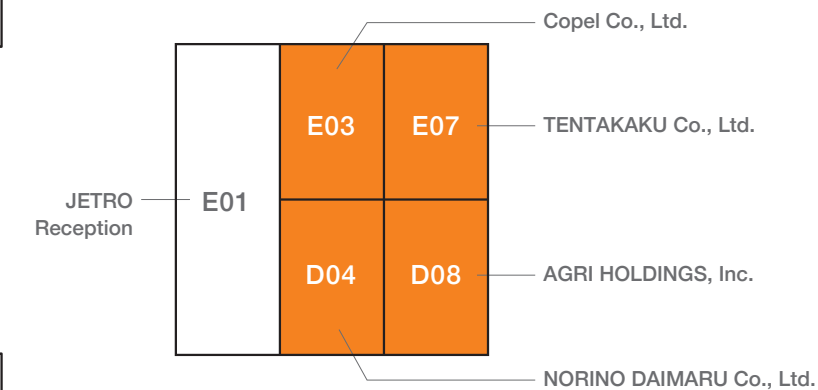 Copel Co., Ltd.
E03
E07
TENTAKAKU Co., Ltd.
JETRO
Reception
E01
D04
D08
AGRI HOLDINGS, Inc.
NORINO DAIMARU Co., Ltd.